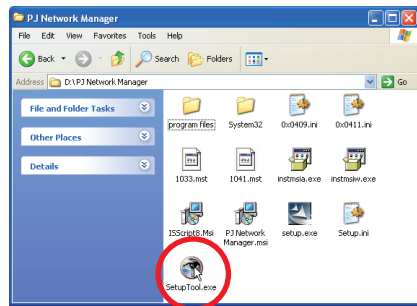 PJ Network Manager
File Edit View Favorites Tools Help
Back Search Folders
Address D:\PJ Network Manager Go
File and Folder Tasks
Other Places
Details
program files System32 0x0409.ini 0x0411.ini
1033.mst 1041.mst instmsia.exe instmsiw.exe
ISScript8.Msi PJ Network Manager.msi setup.exe Setup.ini
SetupTool.exe